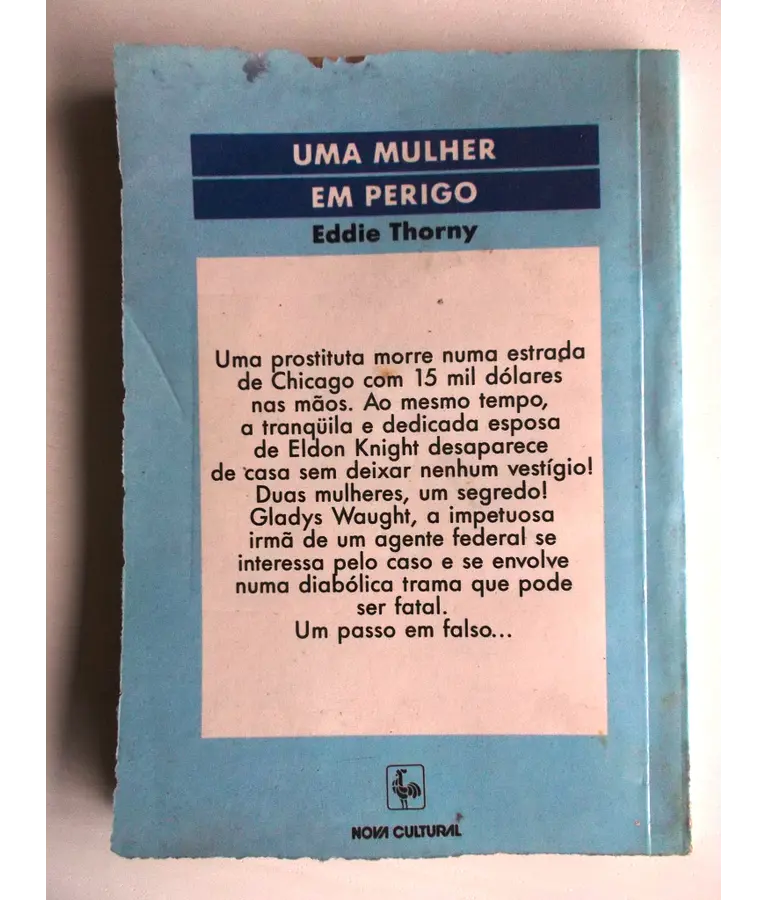 UMA MULHER
EM PERIGO
Eddie Thorny
Uma prostituta morre numa estrada
de Chicago com 15 mil dólares
nas mãos. Ao mesmo tempo,
a tranqüila e dedicada esposa
de Eldon Knight desaparece
de casa sem deixar nenhum vestígio!
Duas mulheres, um segredo!
Gladys Waught, a impetuosa
irmã de um agente federal se
interessa pelo caso e se envolve
numa diabólica trama que pode
ser fatal.
Um passo em falso...
NOVA CULTURAL